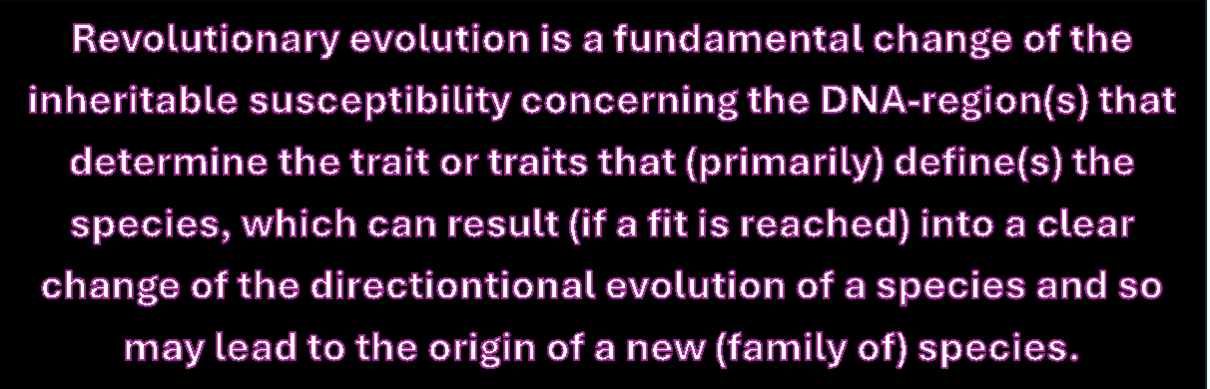 Revolutionary evolution is a fundamental change of the
inheritable susceptibility concerning the DNA-region(s) that
determine the trait or traits that (primarily) define(s) the
species, which can result (if a fit is reached) into a clear
change of the directiontional evolution of a species and so
may lead to the origin of a new (family of) species.